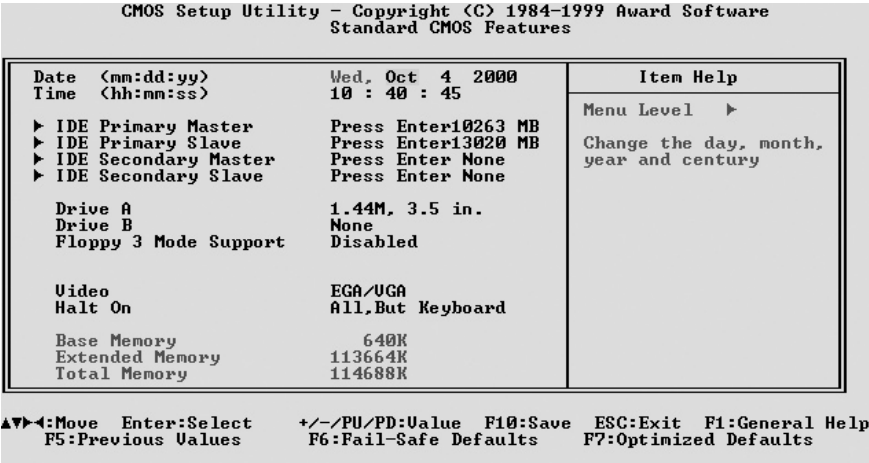 CMOS Setup Utility – Copyright (C) 1984–1999 Award Software
Standard CMOS Features
Date (mm:dd:yy) Wed, Oct 4 2000
Time (hh:mm:ss) 10 : 40 : 45
▶ IDE Primary Master Press Enter10263 MB
▶ IDE Primary Slave Press Enter13020 MB
▶ IDE Secondary Master Press Enter None
▶ IDE Secondary Slave Press Enter None
Drive A 1.44M, 3.5 in.
Drive B None
Floppy 3 Mode Support Disabled
Video EGA/VGA
Halt On All,But Keyboard
Base Memory 640K
Extended Memory 113664K
Total Memory 114688K
Item Help
Menu Level ▶
Change the day, month,
year and century
▲▼▶◀:Move Enter:Select +/-/PU/PD:Value F10:Save ESC:Exit F1:General Help
F5:Previous Values F6:Fail-Safe Defaults F7:Optimized Defaults